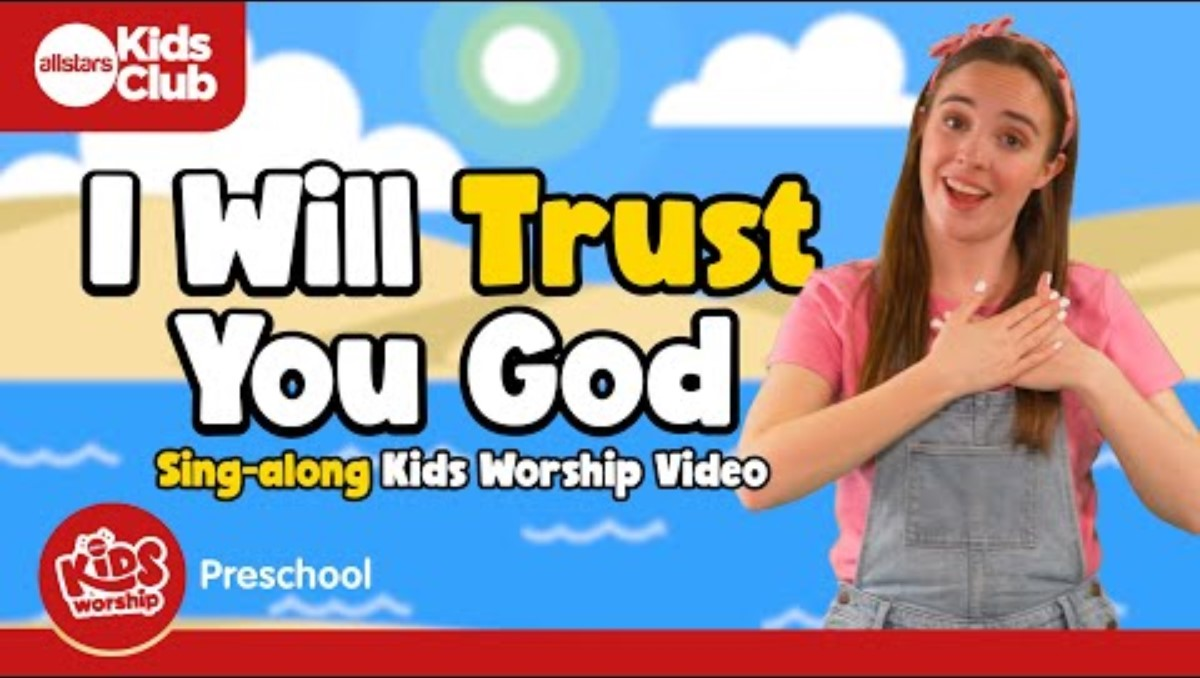 allstars
Kids
Club
I Will Trust
You God
Sing-along Kids Worship Video
KiDS
worship
Preschool